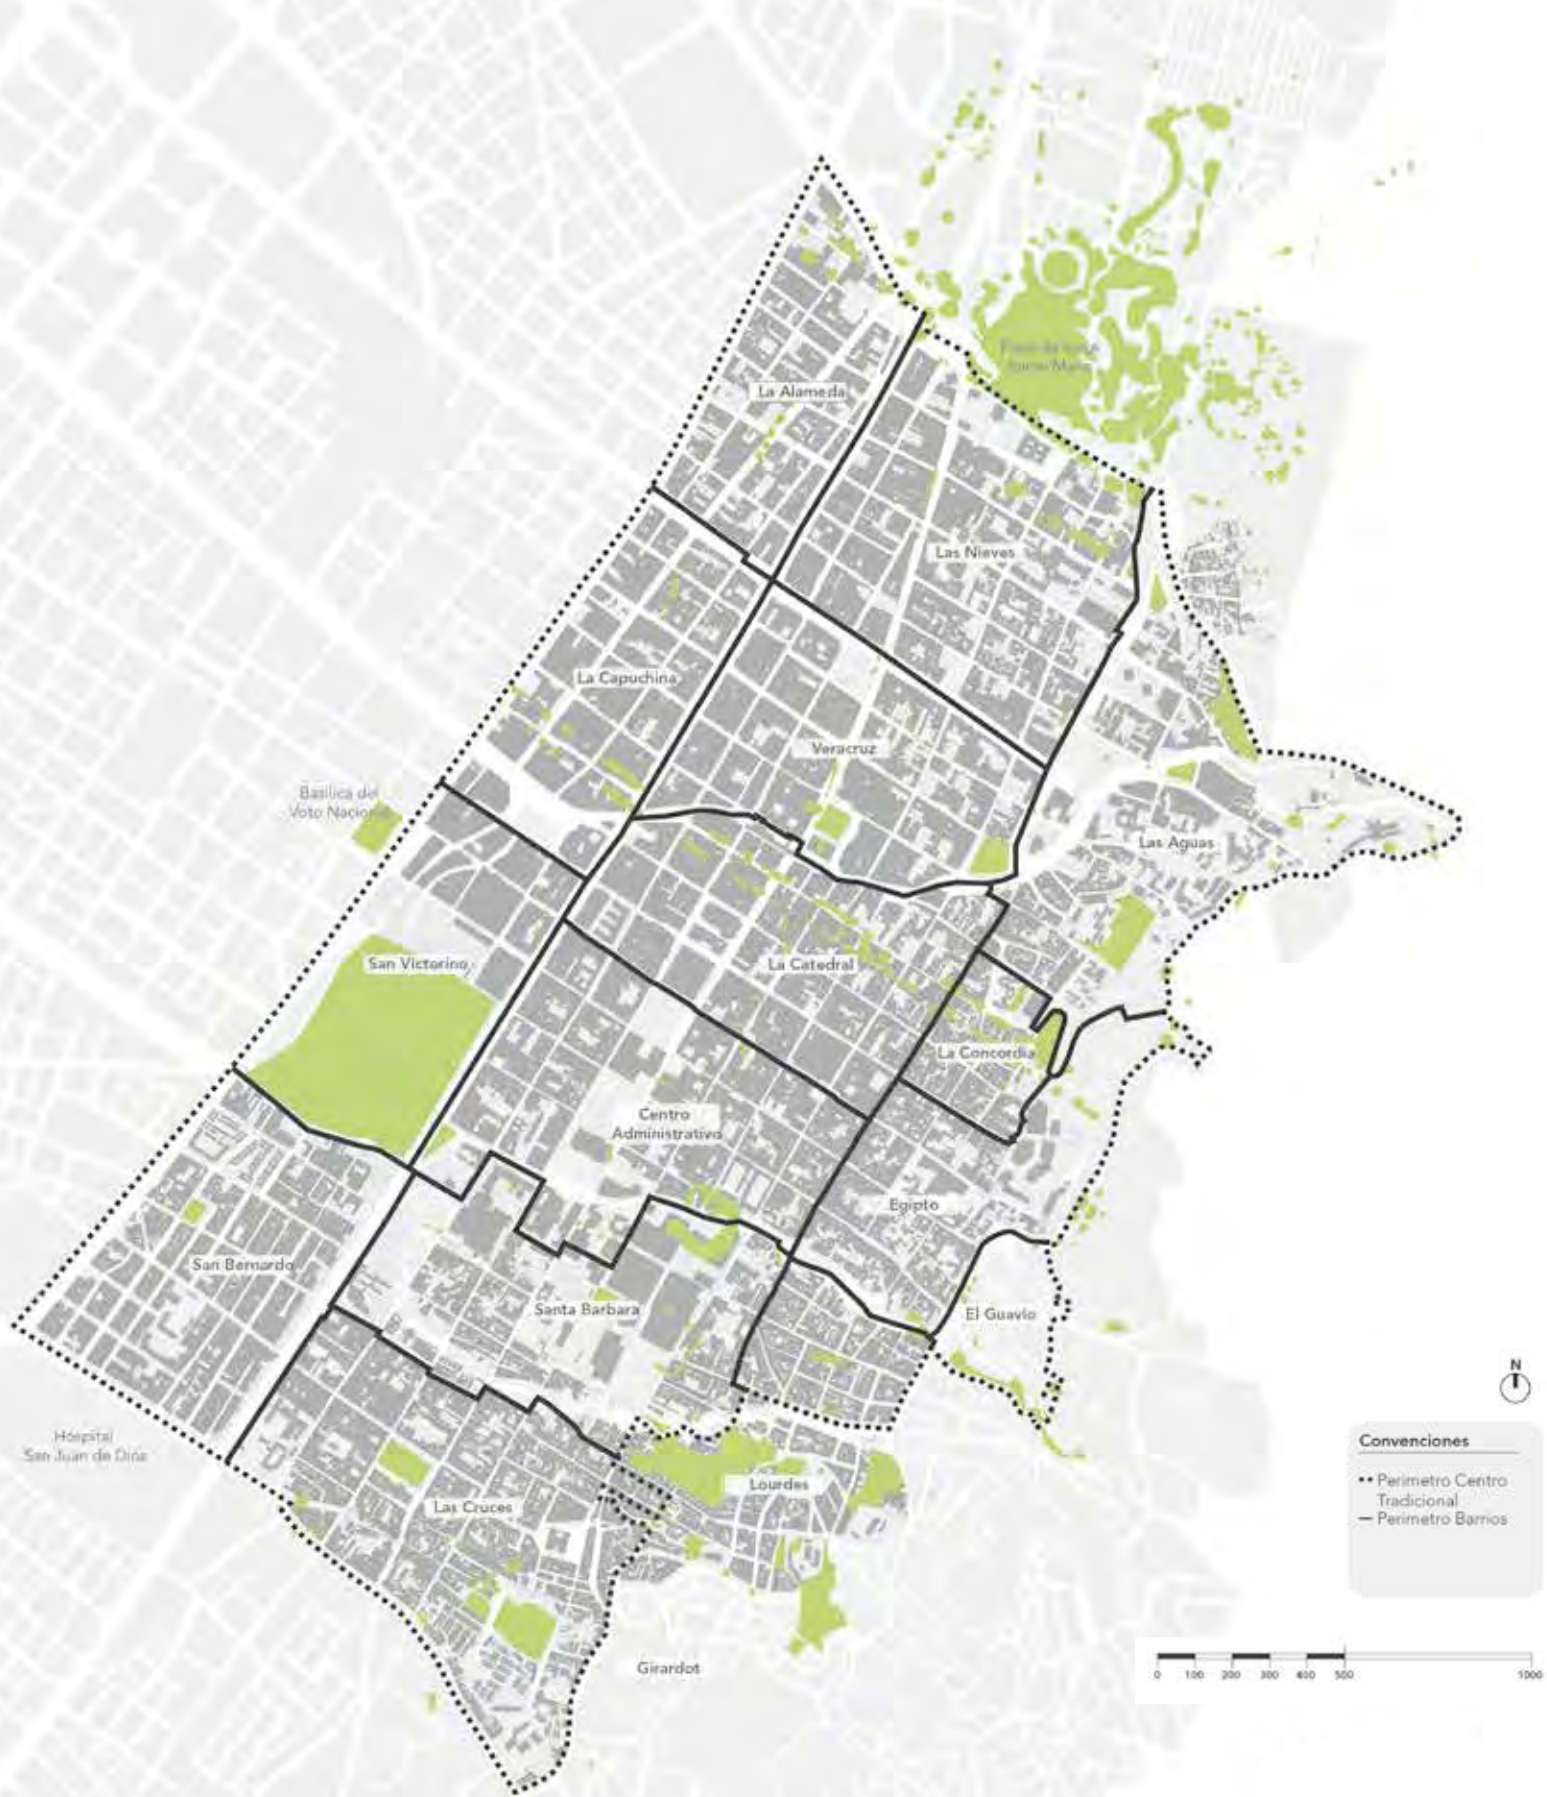 La Alameda
Las Nieves
La Capuchina
Veracruz
Basilica del
Voto
Las Aguas
San Victorino
La Catedral
La Concordia
Centro
Administrativo
Egipto
San Bernardo
Santa Barbara
El Guavio
N
Hospital
San Juan de Dios
Convenciones
Perimetro Centro
Tradicional
Perimetro Barrios
Lourdes
Las Cruces
Girardot
0 100 200 300 400 500 1000